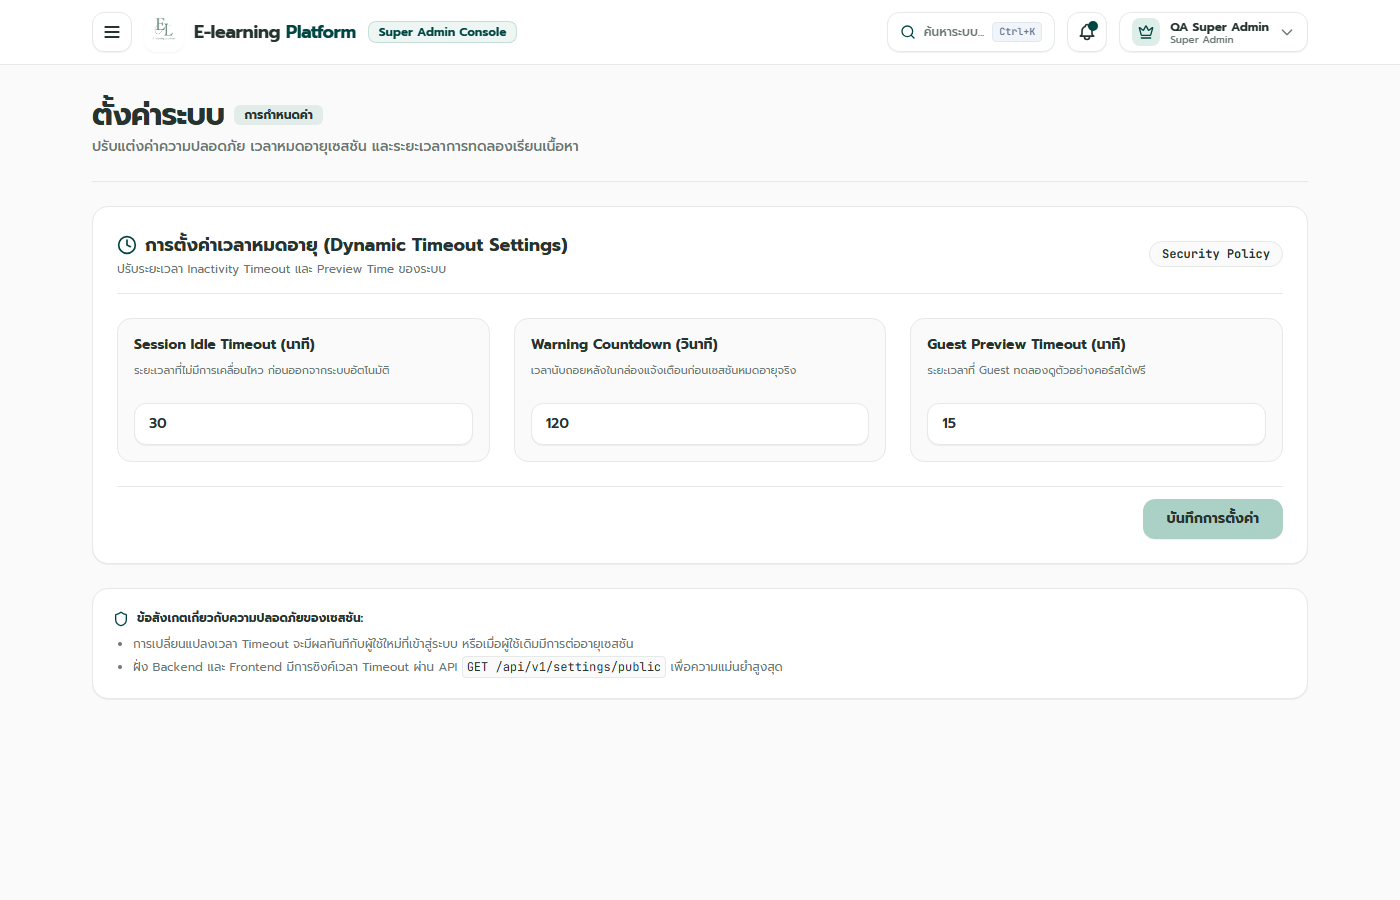 EL
E-learning Platform
Super Admin Console
ค้นหาระบบ...
Ctrl+K
QA Super Admin
Super Admin
ตั้งค่าระบบ
การกำหนดค่า
ปรับแต่งค่าความปลอดภัย เวลาหมดอายุเซสชัน และระยะเวลาการทดลองเรียนเนื้อหา
การตั้งค่าเวลาหมดอายุ (Dynamic Timeout Settings)
ปรับระยะเวลา Inactivity Timeout และ Preview Time ของระบบ
Security Policy
Session Idle Timeout (นาที)
ระยะเวลาที่ไม่มีการเคลื่อนไหว ก่อนออกจากระบบอัตโนมัติ
30
Warning Countdown (วินาที)
เวลานับถอยหลังในกล่องแจ้งเตือนก่อนเซสชันหมดอายุจริง
120
Guest Preview Timeout (นาที)
ระยะเวลาที่ Guest ทดลองดูตัวอย่างคอร์สได้ฟรี
15
บันทึกการตั้งค่า
ข้อสังเกตเกี่ยวกับความปลอดภัยของเซสชัน:
• การเปลี่ยนแปลงเวลา Timeout จะมีผลทันทีกับผู้ใช้ใหม่ที่เข้าสู่ระบบ หรือเมื่อผู้ใช้เดิมมีการต่ออายุเซสชัน
• ฝั่ง Backend และ Frontend มีการซิงค์เวลา Timeout ผ่าน API GET /api/v1/settings/public เพื่อความแม่นยำสูงสุด